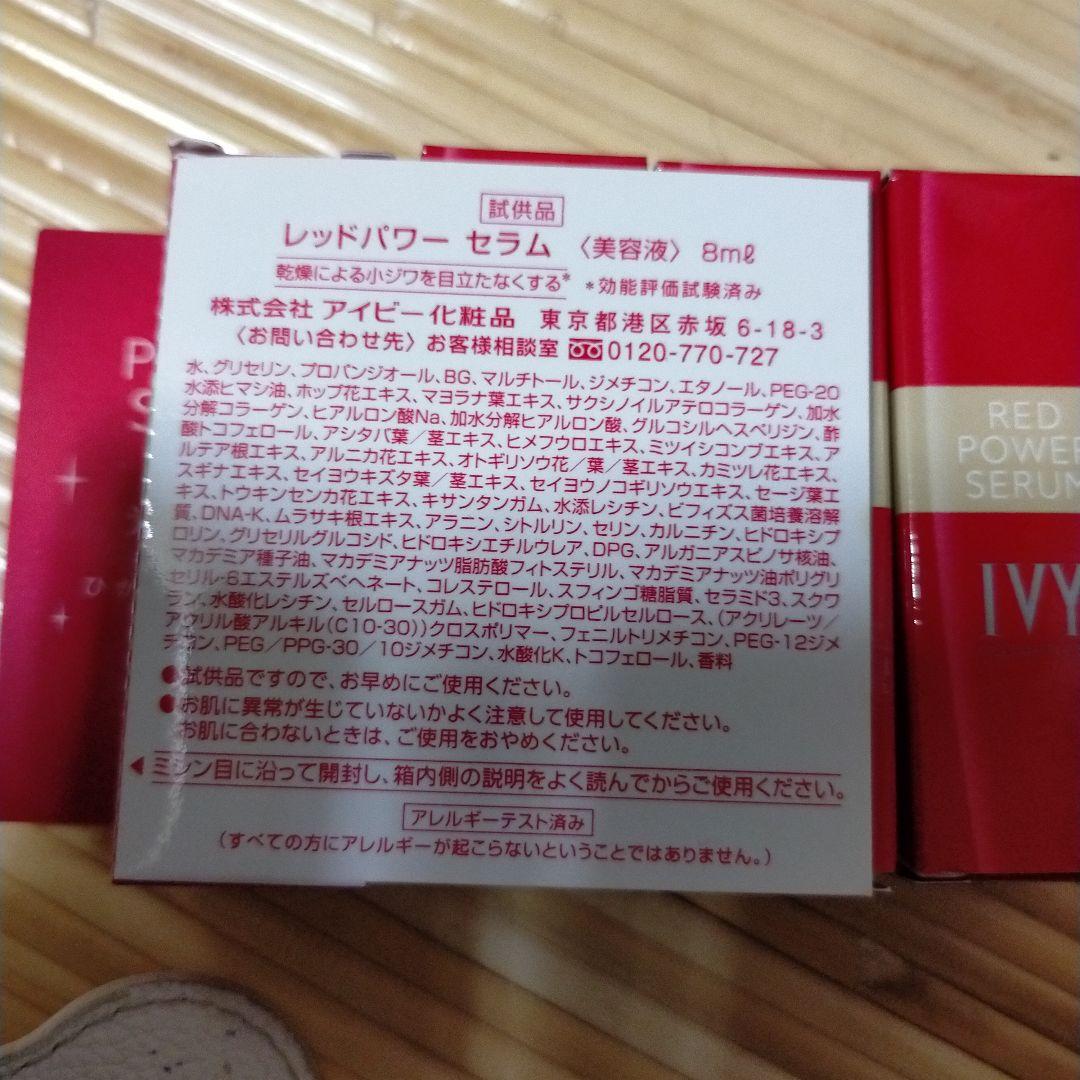 試供品
レッドパワー セラム 〈美容液〉 8mℓ
乾燥による小ジワを目立たなくする* *効能評価試験済み
株式会社 アイビー化粧品 東京都港区赤坂 6-18-3
〈お問い合わせ先〉お客様相談室 0120-770-727
水、グリセリン、プロパンジオール、BG、マルチトール、ジメチコン、エタノール、PEG-20
水添ヒマシ油、ホップ花エキス、マヨラナ葉エキス、サクシノイルアテロコラーゲン、加水
分解コラーゲン、ヒアルロン酸Na、加水分解ヒアルロン酸、グルコシルヘスペリジン、酢
酸トコフェロール、アシタバ葉/茎エキス、ヒメフウロエキス、ミツイシコンブエキス、ア
ルテア根エキス、アルニカ花エキス、オトギリソウ花/葉/茎エキス、カミツレ花エキス、
スギナエキス、セイヨウキズタ葉/茎エキス、セイヨウノコギリソウエキス、セージ葉エ
キス、トウキンセンカ花エキス、キサンタンガム、水添レシチン、ビフィズス菌培養溶解
質、DNA-K、ムラサキ根エキス、アラニン、シトルリン、セリン、カルニチン、ヒドロキシプ
ロリン、グリセリルグルコシド、ヒドロキシエチルウレア、DPG、アルガニアスピノサ核油、
マカデミア種子油、マカデミアナッツ脂肪酸フィトステリル、マカデミアナッツ油ポリグリ
セリル-6エステルズベヘネート、コレステロール、スフィンゴ糖脂質、セラミド3、スクワ
ラン、水酸化レシチン、セルロースガム、ヒドロキシプロピルセルロース、(アクリレーツ/
アクリル酸アルキル(C10-30))クロスポリマー、フェニルトリメチコン、PEG-12ジメ
チコン、PEG/PPG-30/10ジメチコン、水酸化K、トコフェロール、香料
●試供品ですので、お早めにご使用ください。
●お肌に異常が生じていないかよく注意して使用してください。
お肌に合わないときは、ご使用をおやめください。
◀ミシン目に沿って開封し、箱内側の説明をよく読んでからご使用ください。
アレルギーテスト済み
(すべての方にアレルギーが起こらないということではありません。)
RED
POWER
SERUM
IVY
P
S
ひか